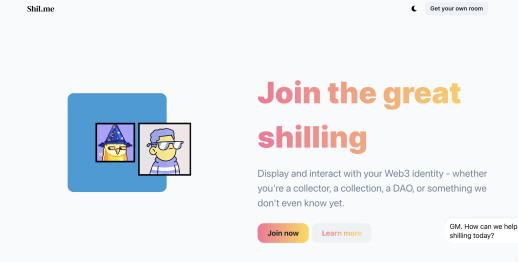 Shil.me
Get your own room
Join the great
shilling
Display and interact with your Web3 identity - whether
you're a collector, a collection, a DAO, or something we
don't even know yet.
Join now
Learn more
GM. How can we help
shilling today?